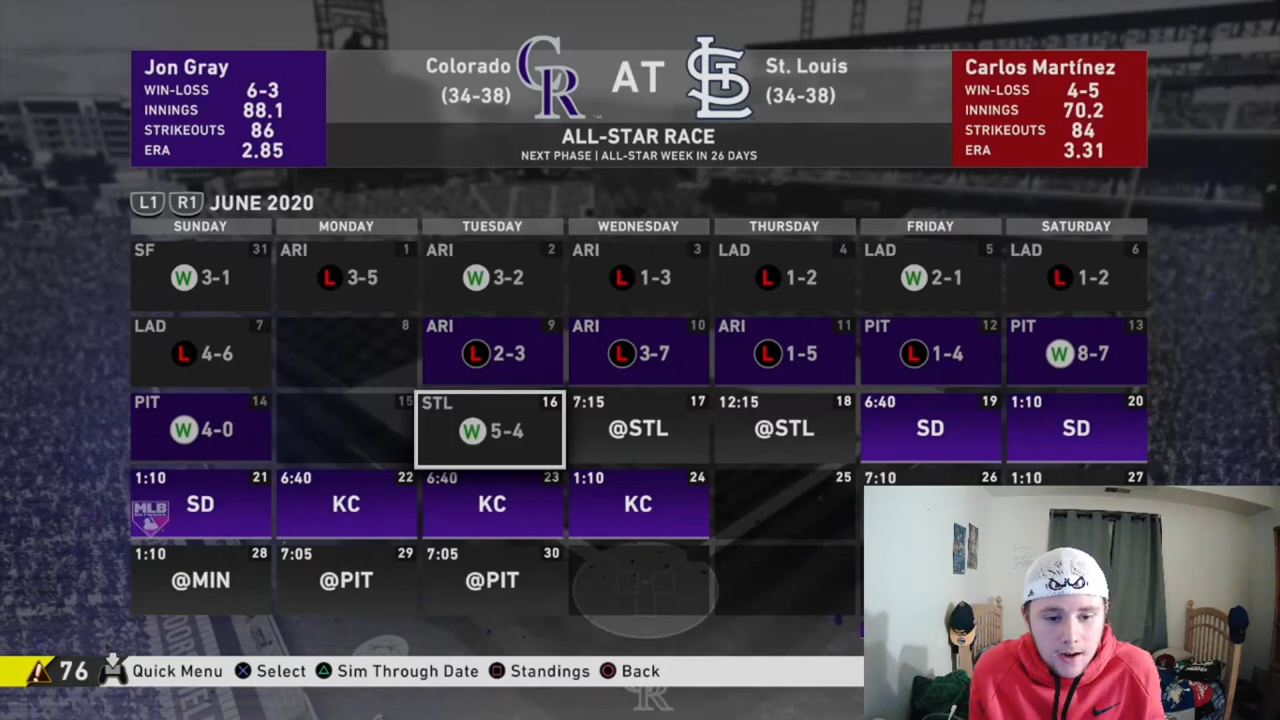 Jon Gray
WIN-LOSS 6-3
INNINGS 88.1
STRIKEOUTS 86
ERA 2.85
Colorado
(34-38)
CR
AT
STL
St. Louis
(34-38)
ALL-STAR RACE
NEXT PHASE | ALL-STAR WEEK IN 26 DAYS
Carlos Martínez
WIN-LOSS 4-5
INNINGS 70.2
STRIKEOUTS 84
ERA 3.31
L1 R1 JUNE 2020
SUNDAY MONDAY TUESDAY WEDNESDAY THURSDAY FRIDAY SATURDAY
SF 31 ARI 1 ARI 2 ARI 3 LAD 4 LAD 5 LAD 6
W 3-1 L 3-5 W 3-2 L 1-3 L 1-2 W 2-1 L 1-2
LAD 7 8 ARI 9 ARI 10 ARI 11 PIT 12 PIT 13
L 4-6 L 2-3 L 3-7 L 1-5 L 1-4 W 8-7
PIT 14 15 STL 16 7:15 17 12:15 18 6:40 19 1:10 20
W 4-0 W 5-4 @STL @STL SD SD
1:10 21 6:40 22 6:40 23 1:10 24 25 7:10 26 1:10 27
MLB SD KC KC KC
1:10 28 7:05 29 7:05 30
@MIN @PIT @PIT
76 Quick Menu Select Sim Through Date Standings Back
CR